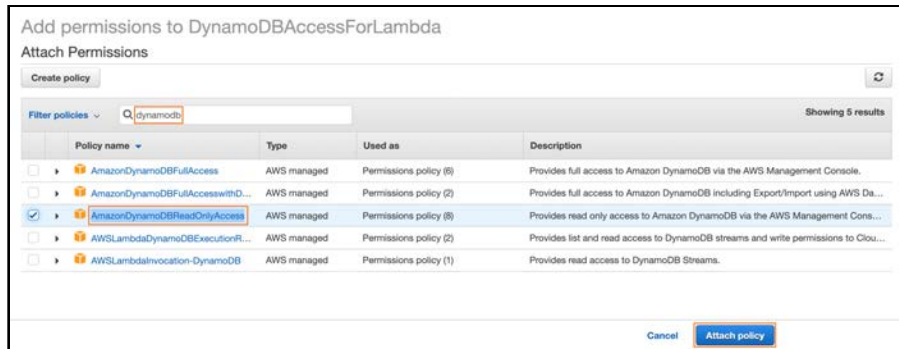 Add permissions to DynamoDBAccessForLambda
Attach Permissions
Create policy
Filter policies dynamodb Showing 5 results
Policy name Type Used as Description
AmazonDynamoDBFullAccess AWS managed Permissions policy (6) Provides full access to Amazon DynamoDB via the AWS Management Console.
AmazonDynamoDBFullAccesswithD... AWS managed Permissions policy (2) Provides full access to Amazon DynamoDB including Export/Import using AWS Da...
AmazonDynamoDBReadOnlyAccess AWS managed Permissions policy (8) Provides read only access to Amazon DynamoDB via the AWS Management Cons...
AWSLambdaDynamoDBExecutionR... AWS managed Permissions policy (2) Provides list and read access to DynamoDB streams and write permissions to Clou...
AWSLambdaInvocation-DynamoDB AWS managed Permissions policy (1) Provides read access to DynamoDB Streams.
Cancel Attach policy